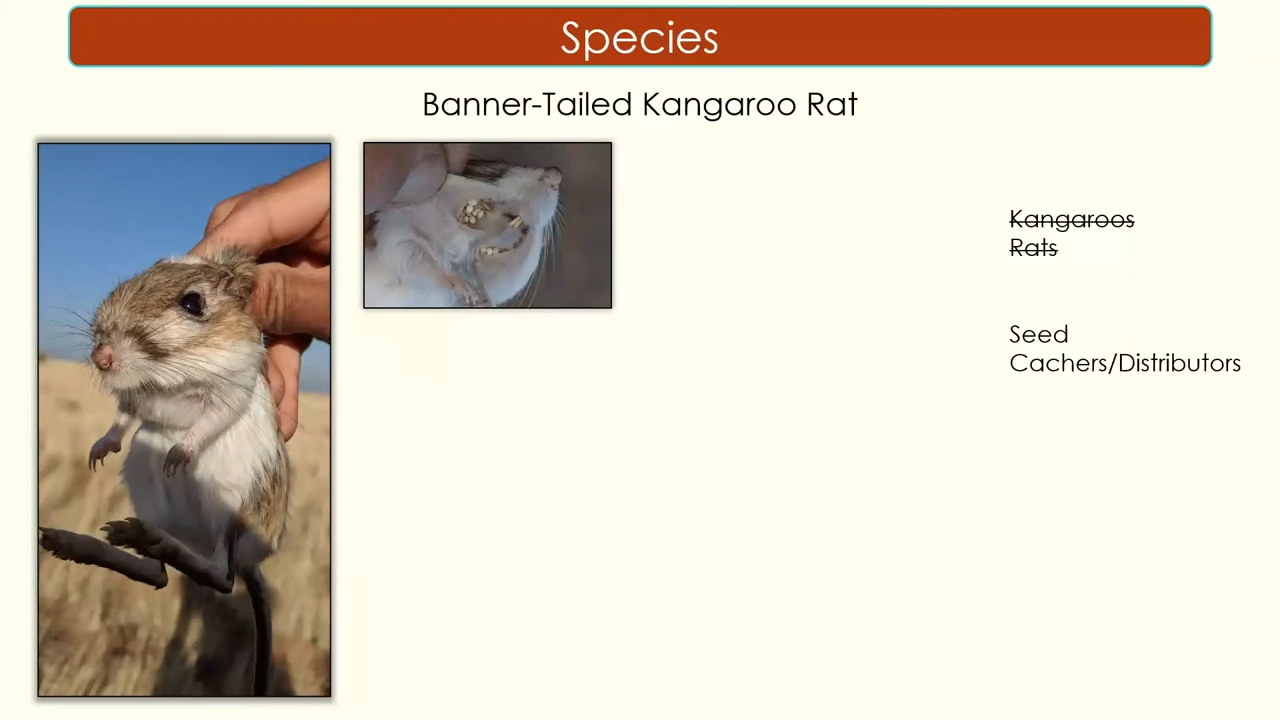 Species
Banner-Tailed Kangaroo Rat
Kangaroos
Rats
Seed
Cachers/Distributors